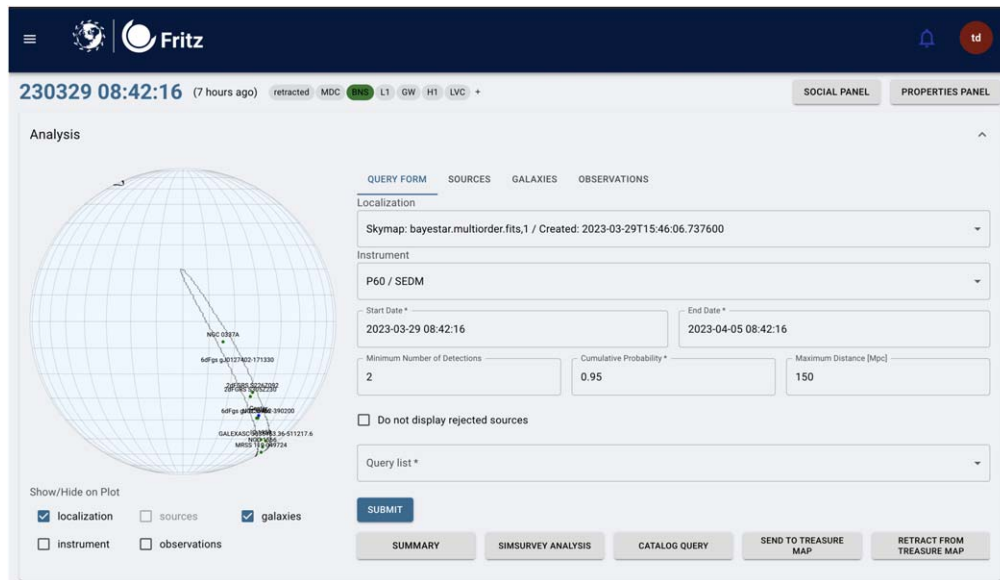 Fritz
td
230329 08:42:16 (7 hours ago) retracted MDC BNS L1 GW H1 LVC +
SOCIAL PANEL PROPERTIES PANEL
Analysis
QUERY FORM SOURCES GALAXIES OBSERVATIONS
Localization
Skymap: bayestar.multiorder.fits,1 / Created: 2023-03-29T15:46:06.737600
Instrument
P60 / SEDM
Start Date *
2023-03-29 08:42:16
End Date *
2023-04-05 08:42:16
Minimum Number of Detections
2
Cumulative Probability *
0.95
Maximum Distance [Mpc]
150
Do not display rejected sources
Query list *
SUBMIT
SUMMARY
SIMSURVEY ANALYSIS
CATALOG QUERY
SEND TO TREASURE
MAP
RETRACT FROM
TREASURE MAP
NGC 0337A
6dFgs gJ0127402-171330
Show/Hide on Plot
localization sources galaxies
instrument observations